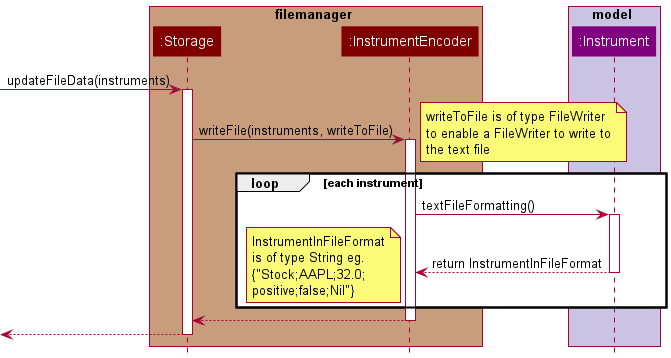 filemanager
model
:Storage
:InstrumentEncoder
:Instrument
updateFileData(instruments)
writeFile(instruments, writeToFile)
writeToFile is of type FileWriter
to enable a FileWriter to write to
the text file
loop
[each instrument]
textFileFormatting()
InstrumentInFileFormat
is of type String eg.
{"Stock;AAPL;32.0;
positive;false;Nil"}
return InstrumentInFileFormat